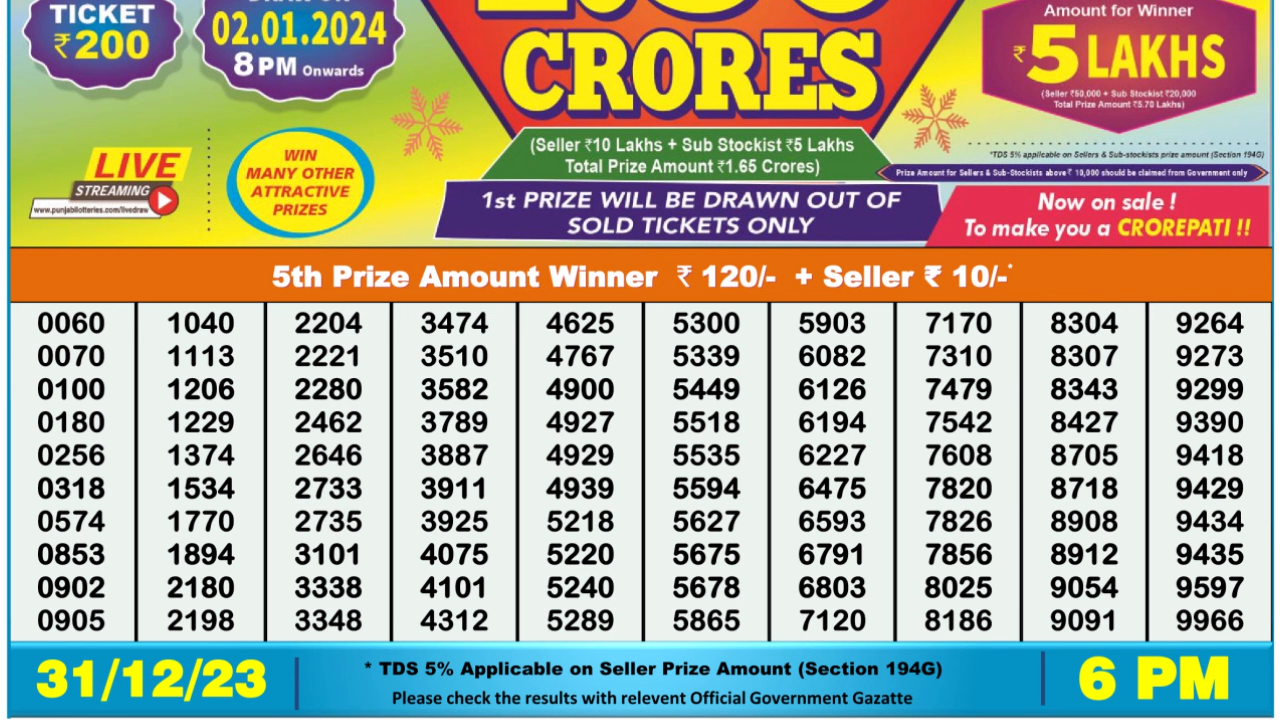 TICKET
₹200
02.01.2024
8PM Onwards
CRORES
Amount for Winner
₹5 LAKHS
(Seller ₹50,000 + Sub Stockist ₹20,000
Total Prize Amount ₹5.70 Lakhs)
LIVE
STREAMING
www.punjablotteries.com/livedraw
WIN
MANY OTHER
ATTRACTIVE
PRIZES
(Seller ₹10 Lakhs + Sub Stockist ₹5 Lakhs
Total Prize Amount ₹1.65 Crores)
1st PRIZE WILL BE DRAWN OUT OF
SOLD TICKETS ONLY
*TDS 5% applicable on Sellers & Sub-stockists prize amount (Section 194G)
Prize Amount for Sellers & Sub-Stockists above ₹ 10,000 should be claimed from Government only
Now on sale !
To make you a CROREPATI !!
5th Prize Amount Winner ₹ 120/- + Seller ₹ 10/-*
0060 1040 2204 3474 4625 5300 5903 7170 8304 9264
0070 1113 2221 3510 4767 5339 6082 7310 8307 9273
0100 1206 2280 3582 4900 5449 6126 7479 8343 9299
0180 1229 2462 3789 4927 5518 6194 7542 8427 9390
0256 1374 2646 3887 4929 5535 6227 7608 8705 9418
0318 1534 2733 3911 4939 5594 6475 7820 8718 9429
0574 1770 2735 3925 5218 5627 6593 7826 8908 9434
0853 1894 3101 4075 5220 5675 6791 7856 8912 9435
0902 2180 3338 4101 5240 5678 6803 8025 9054 9597
0905 2198 3348 4312 5289 5865 7120 8186 9091 9966
31/12/23
* TDS 5% Applicable on Seller Prize Amount (Section 194G)
Please check the results with relevent Official Government Gazatte
6 PM